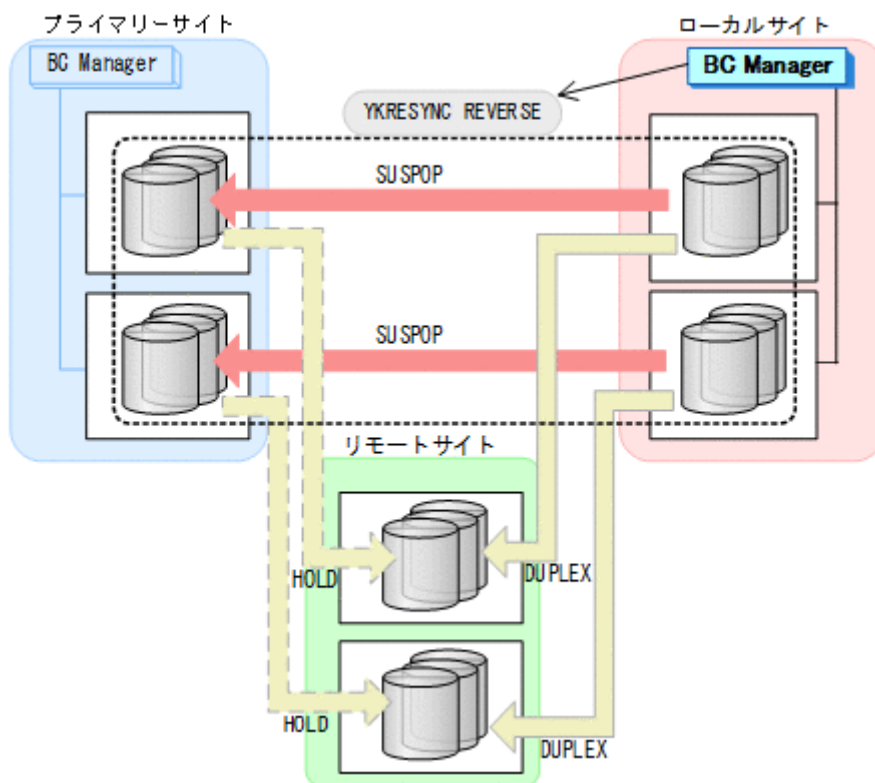 プライマリーサイト
ローカルサイト
BC Manager
BC Manager
YKRESYNC REVERSE
SUSPOP
SUSPOP
リモートサイト
HOLD
DUPLEX
HOLD
DUPLEX